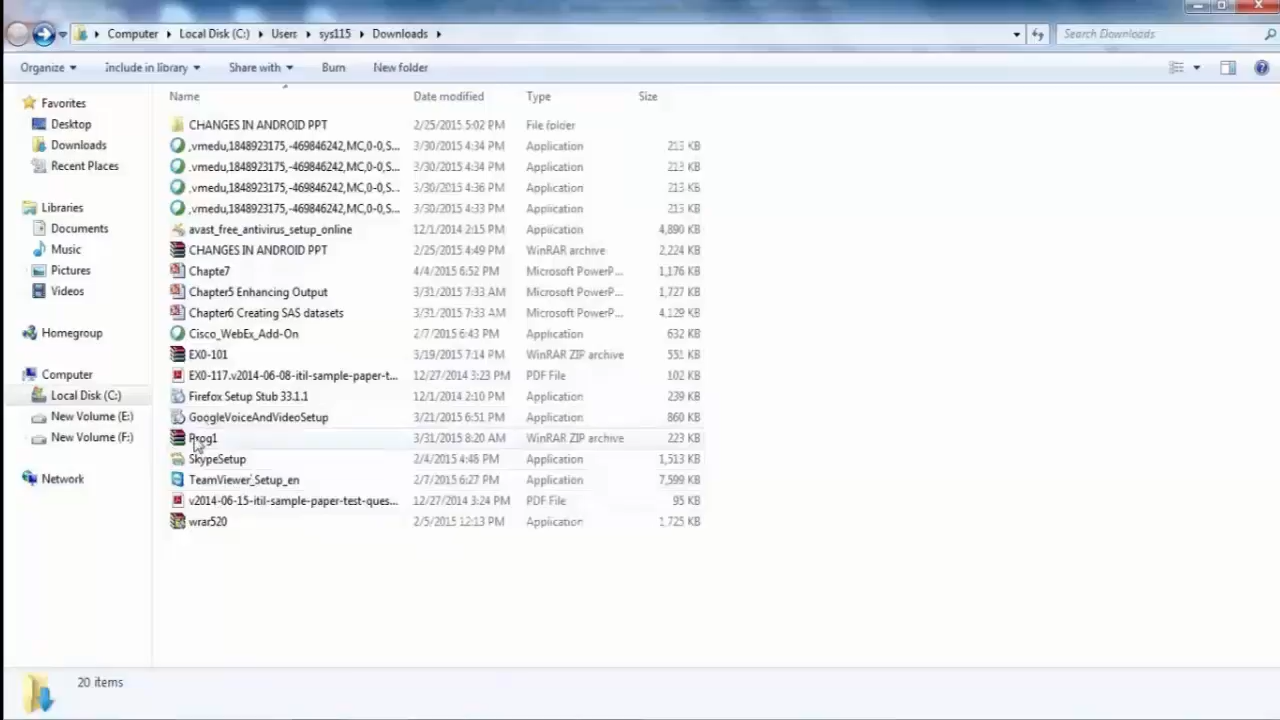 Computer Local Disk (C:) Users sys115 Downloads Search Downloads
Organize Include in library Share with Burn New folder
Name Date modified Type Size
Favorites
Desktop
Downloads
Recent Places
Libraries
Documents
Music
Pictures
Videos
Homegroup
Computer
Local Disk (C:)
New Volume (E:)
New Volume (F:)
Network
CHANGES IN ANDROID PPT 2/25/2015 5:02 PM File folder
,vmedu,1848923175,-469846242,MC,0-0,S... 3/30/2015 4:34 PM Application 213 KB
,vmedu,1848923175,-469846242,MC,0-0,S... 3/30/2015 4:34 PM Application 213 KB
,vmedu,1848923175,-469846242,MC,0-0,S... 3/30/2015 4:36 PM Application 213 KB
,vmedu,1848923175,-469846242,MC,0-0,S... 3/30/2015 4:33 PM Application 213 KB
avast_free_antivirus_setup_online 12/1/2014 2:15 PM Application 4,890 KB
CHANGES IN ANDROID PPT 2/25/2015 4:49 PM WinRAR archive 2,224 KB
Chapte7 4/4/2015 6:52 PM Microsoft PowerP... 1,176 KB
Chapter5 Enhancing Output 3/31/2015 7:33 AM Microsoft PowerP... 1,727 KB
Chapter6 Creating SAS datasets 3/31/2015 7:33 AM Microsoft PowerP... 4,129 KB
Cisco_WebEx_Add-On 2/7/2015 6:43 PM Application 632 KB
EX0-101 3/19/2015 7:14 PM WinRAR ZIP archive 551 KB
EX0-117.v2014-06-08-itil-sample-paper-t... 12/27/2014 3:23 PM PDF File 102 KB
Firefox Setup Stub 33.1.1 12/1/2014 2:10 PM Application 239 KB
GoogleVoiceAndVideoSetup 3/21/2015 6:51 PM Application 860 KB
Prog1 3/31/2015 8:20 AM WinRAR ZIP archive 223 KB
SkypeSetup 2/4/2015 4:46 PM Application 1,513 KB
TeamViewer_Setup_en 2/7/2015 6:27 PM Application 7,599 KB
v2014-06-15-itil-sample-paper-test-ques... 12/27/2014 3:24 PM PDF File 95 KB
wrar520 2/5/2015 12:13 PM Application 1,725 KB
20 items